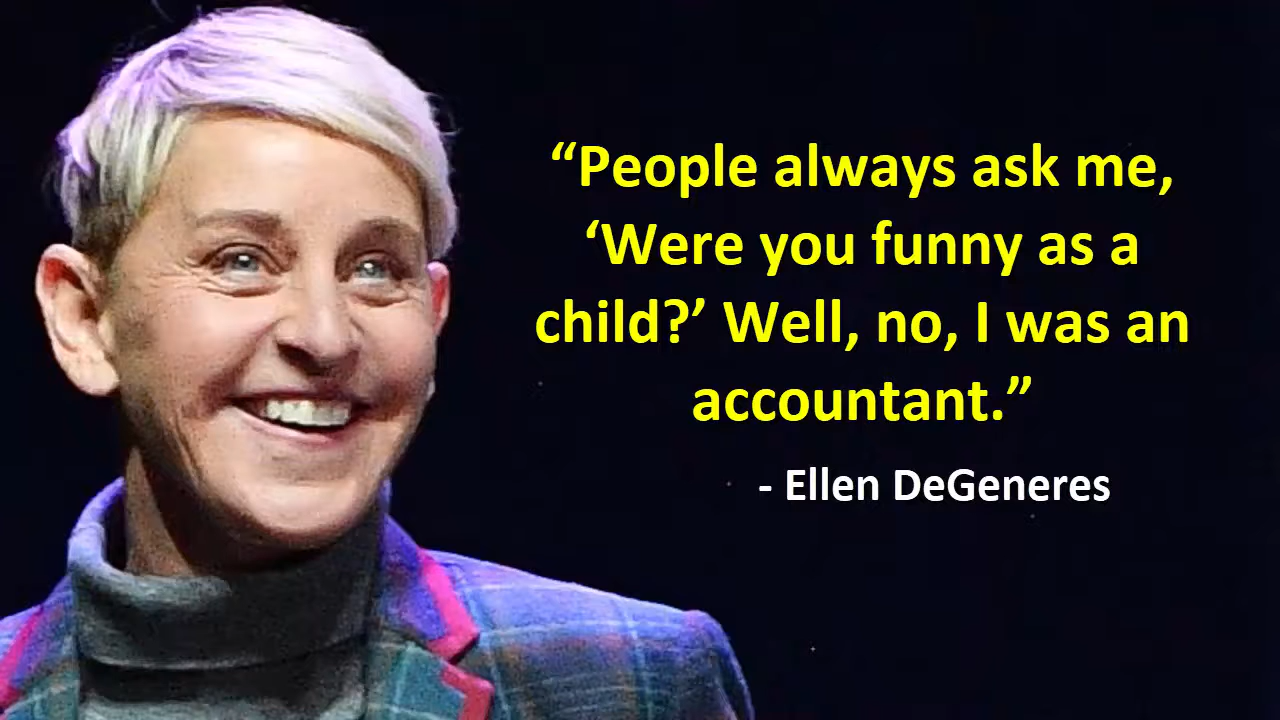 “People always ask me,
‘Were you funny as a
child?’ Well, no, I was an
accountant.”
- Ellen DeGeneres